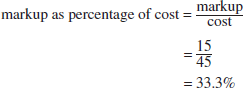 markup as percentage of cost = markup / cost
= 15 / 45
= 33.3%